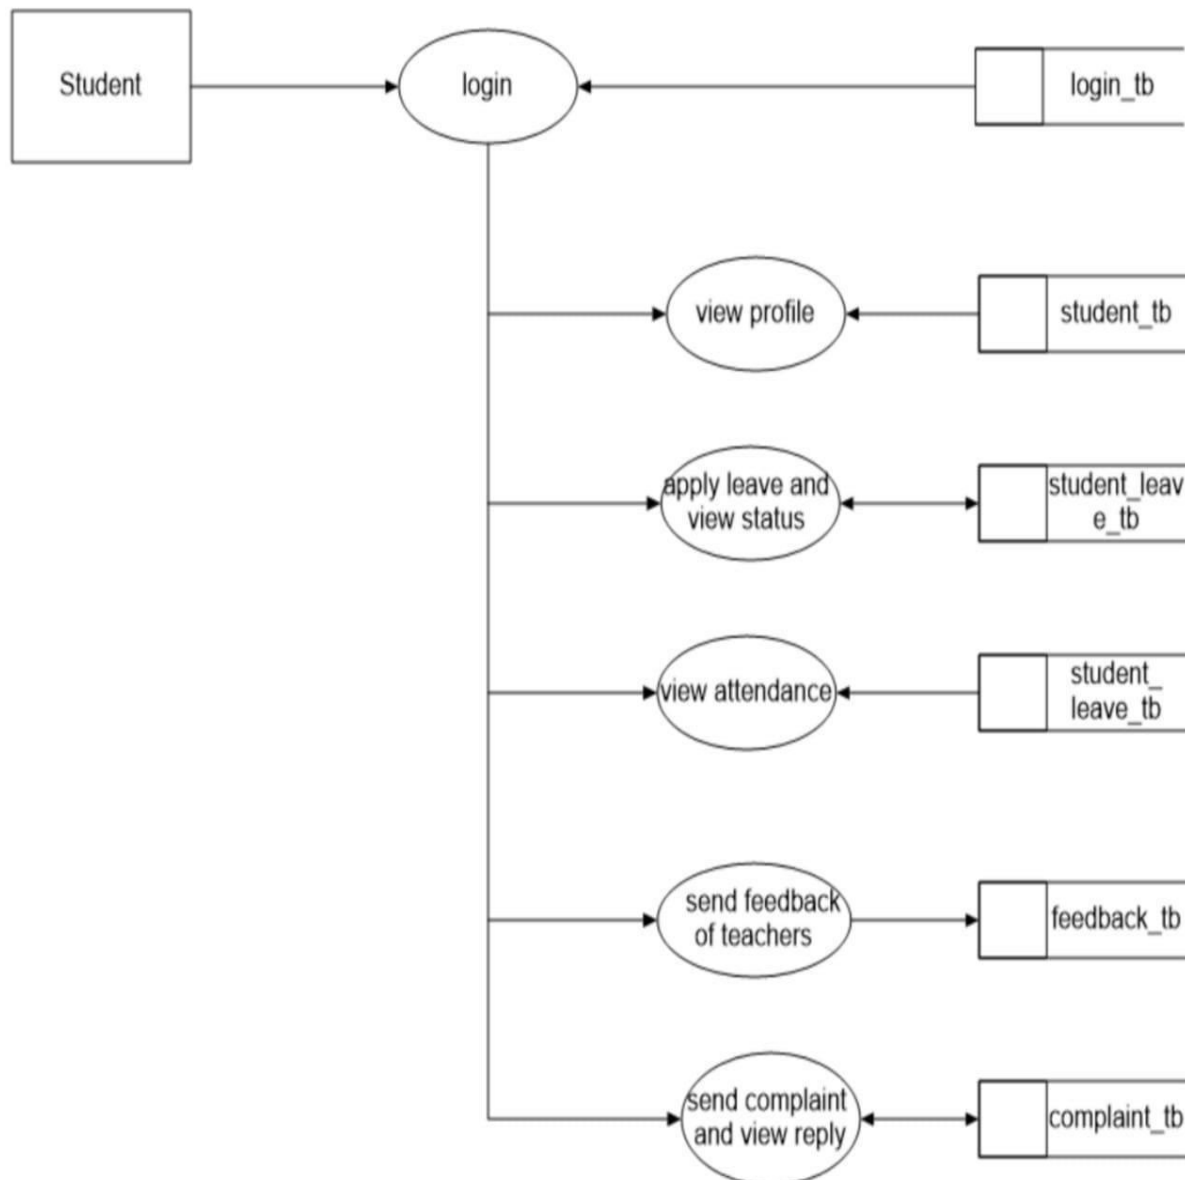 Student
login
login_tb
view profile
student_tb
apply leave and
view status
student_leav
e_tb
view attendance
student_
leave_tb
send feedback
of teachers
feedback_tb
send complaint
and view reply
complaint_tb